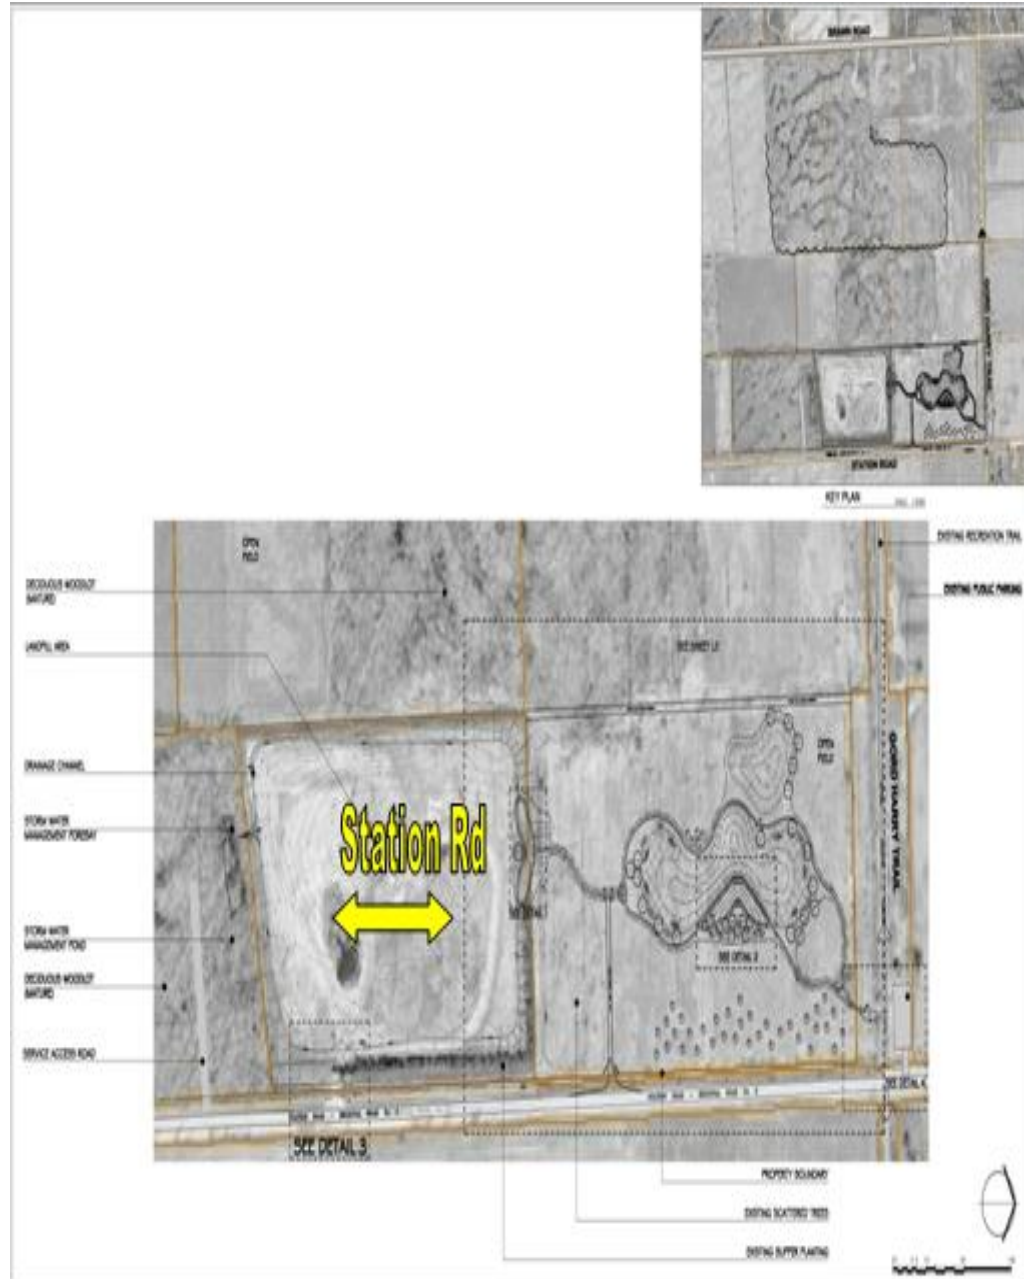 STATION ROAD
KEY PLAN
EXISTING RECREATION TRAIL
EXISTING PUBLIC PARKING
OPEN
FIELD
DECIDUOUS WOODLOT
(MATURE)
LANDFILL AREA
OPEN
FIELD
DRAINAGE CHANNEL
GORD HARRY TRAIL
Station Rd
STORM WATER
MANAGEMENT FOREBAY
SEE DETAIL 2
STORM WATER
MANAGEMENT POND
DECIDUOUS WOODLOT
(MATURE)
SERVICE ACCESS ROAD
SEE DETAIL 4
SEE DETAIL 3
PROPERTY BOUNDARY
EXISTING SCATTERED TREES
EXISTING BUFFER PLANTING